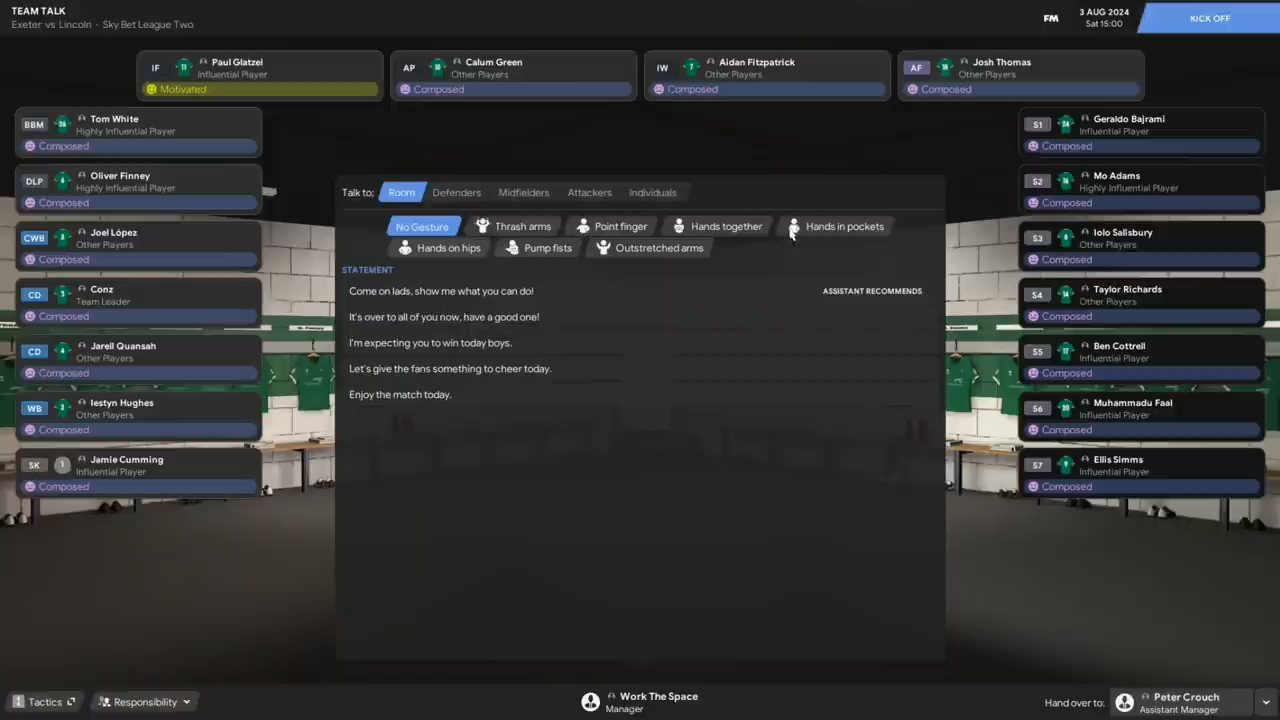 TEAM TALK
Exeter vs Lincoln - Sky Bet League Two
FM
3 AUG 2024
Sat 15:00
KICK OFF
IF
11
Paul Glatzel
Influential Player
Motivated
AP
10
Calum Green
Other Players
Composed
IW
7
Aidan Fitzpatrick
Other Players
Composed
AF
Josh Thomas
Other Players
Composed
BBM
Tom White
Highly Influential Player
Composed
DLP
Oliver Finney
Highly Influential Player
Composed
CWB
Joel López
Other Players
Composed
CD
Conz
Team Leader
Composed
CD
Jarell Quansah
Other Players
Composed
WB
2
Iestyn Hughes
Other Players
Composed
SK
1
Jamie Cumming
Influential Player
Composed
Talk to:
Room
Defenders
Midfielders
Attackers
Individuals
No Gesture
Thrash arms
Point finger
Hands together
Hands in pockets
Hands on hips
Pump fists
Outstretched arms
STATEMENT
Come on lads, show me what you can do!
ASSISTANT RECOMMENDS
It's over to all of you now, have a good one!
I'm expecting you to win today boys.
Let's give the fans something to cheer today.
Enjoy the match today.
S1
Geraldo Bajrami
Influential Player
Composed
S2
Mo Adams
Highly Influential Player
Composed
S3
Iolo Salisbury
Other Players
Composed
S4
Taylor Richards
Other Players
Composed
S5
Ben Cottrell
Influential Player
Composed
S6
Muhammadu Faal
Influential Player
Composed
S7
Ellis Simms
Influential Player
Composed
Tactics
Responsibility
Work The Space
Manager
Hand over to:
Peter Crouch
Assistant Manager